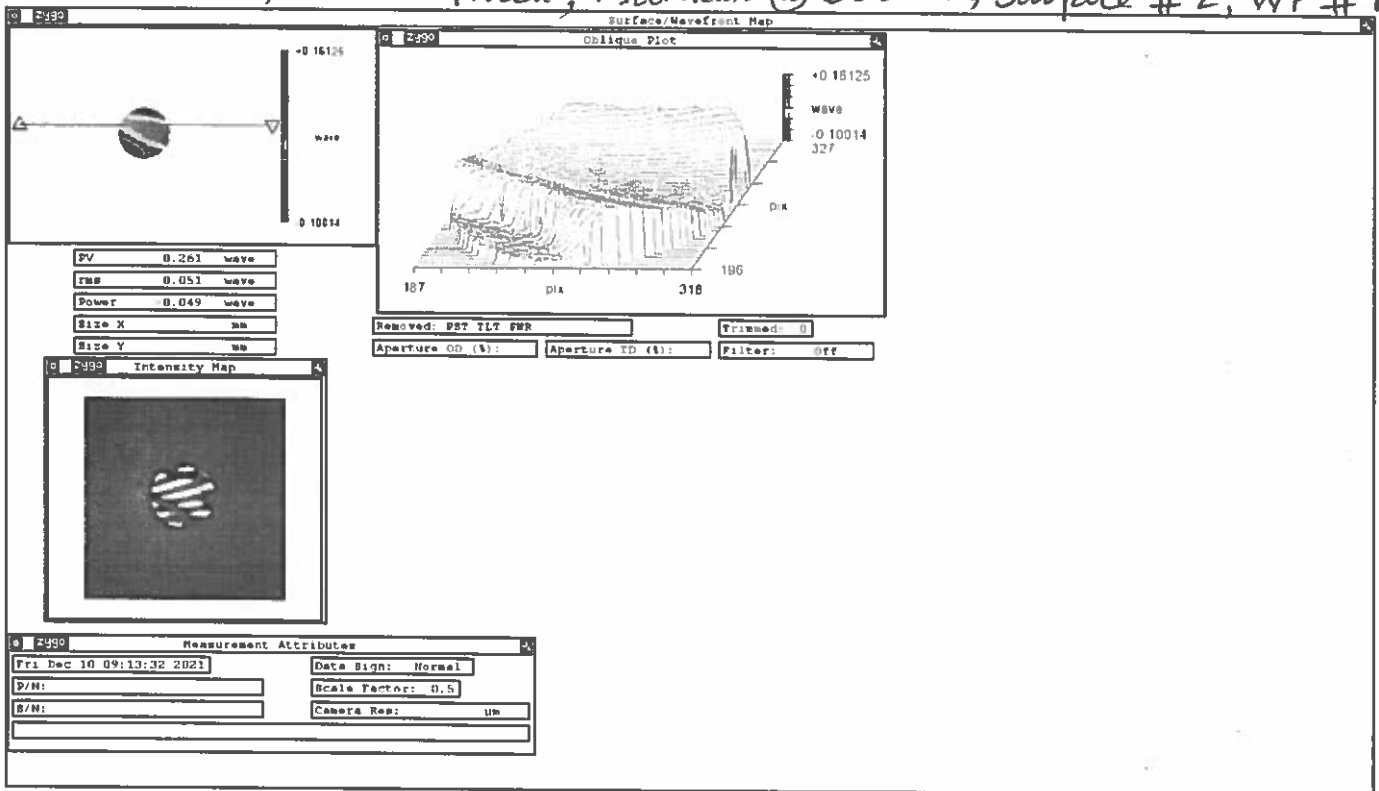 Surface # 2, WP #
zygo
Surface/Wavefront Map
+0.16125
wave
-0.10014
zygo
Oblique Plot
+0.16125
wave
-0.10014
327
pix
196
187
pix
318
PV 0.261 wave
rms 0.051 wave
Power -0.049 wave
Size X mm
Size Y mm
Removed: PST TLT PWR
Trimmed: 0
Aperture OD (%):
Aperture ID (%):
Filter: Off
zygo
Intensity Map
zygo
Measurement Attributes
Fri Dec 10 09:13:32 2021
Data Sign: Normal
P/N:
Scale Factor: 0.5
S/N:
Camera Res: µm